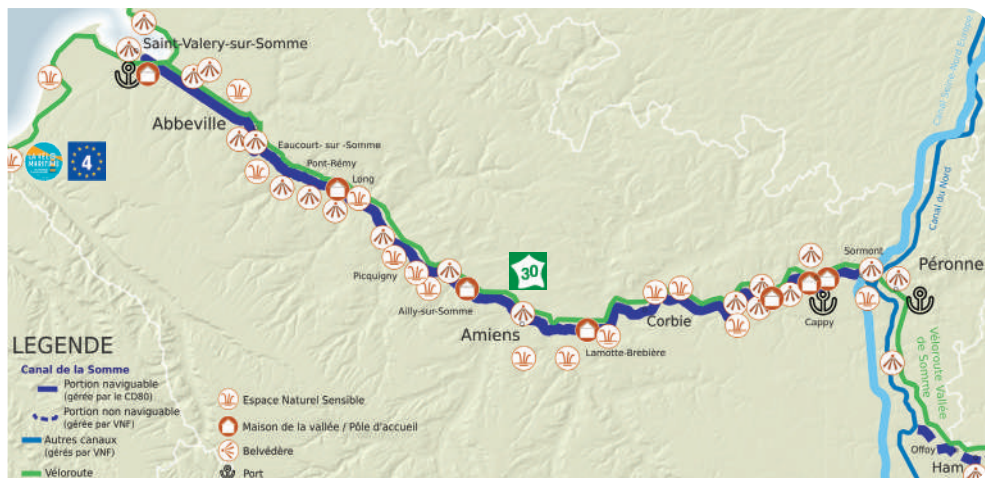 Saint-Valery-sur-Somme
Abbeville
LA VÉLO
MARITIME
4
Eaucourt- sur -Somme
Pont-Rémy
Long
Canal Seine-Nord Europe
Canal du Nord
Picquigny
30
Sormont
Péronne
Ailly-sur-Somme
Amiens
Corbie
Cappy
Lamotte-Brebière
Véloroute Vallée
de Somme
Offoy
Ham
LEGENDE
Canal de la Somme
Portion naviguable
(gérée par le CD80)
Portion non naviguable
(gérée par VNF)
Autres canaux
(gérés par VNF)
Véloroute
Espace Naturel Sensible
Maison de la vallée / Pôle d'accueil
Belvédère
Port